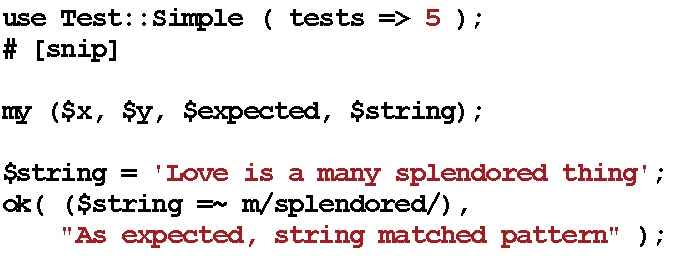 use Test::Simple ( tests => 5 );
# [snip]
my ($x, $y, $expected, $string);
$string = 'Love is a many splendored thing';
ok( ($string =~ m/splendored/),
"As expected, string matched pattern" );